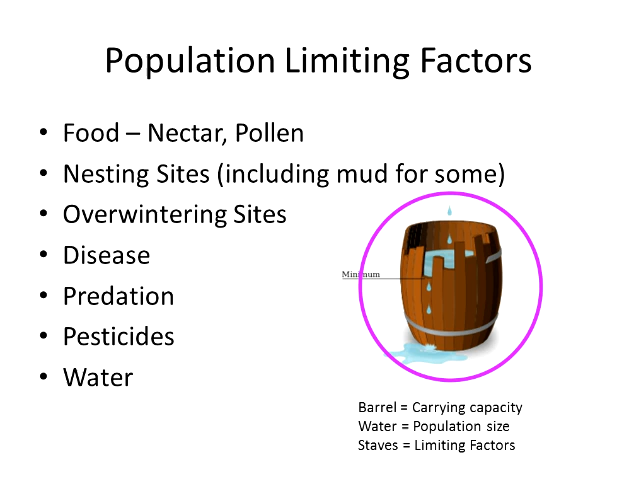 Population Limiting Factors
• Food – Nectar, Pollen
• Nesting Sites (including mud for some)
• Overwintering Sites
• Disease
• Predation
• Pesticides
• Water
Minimum
Barrel = Carrying capacity
Water = Population size
Staves = Limiting Factors